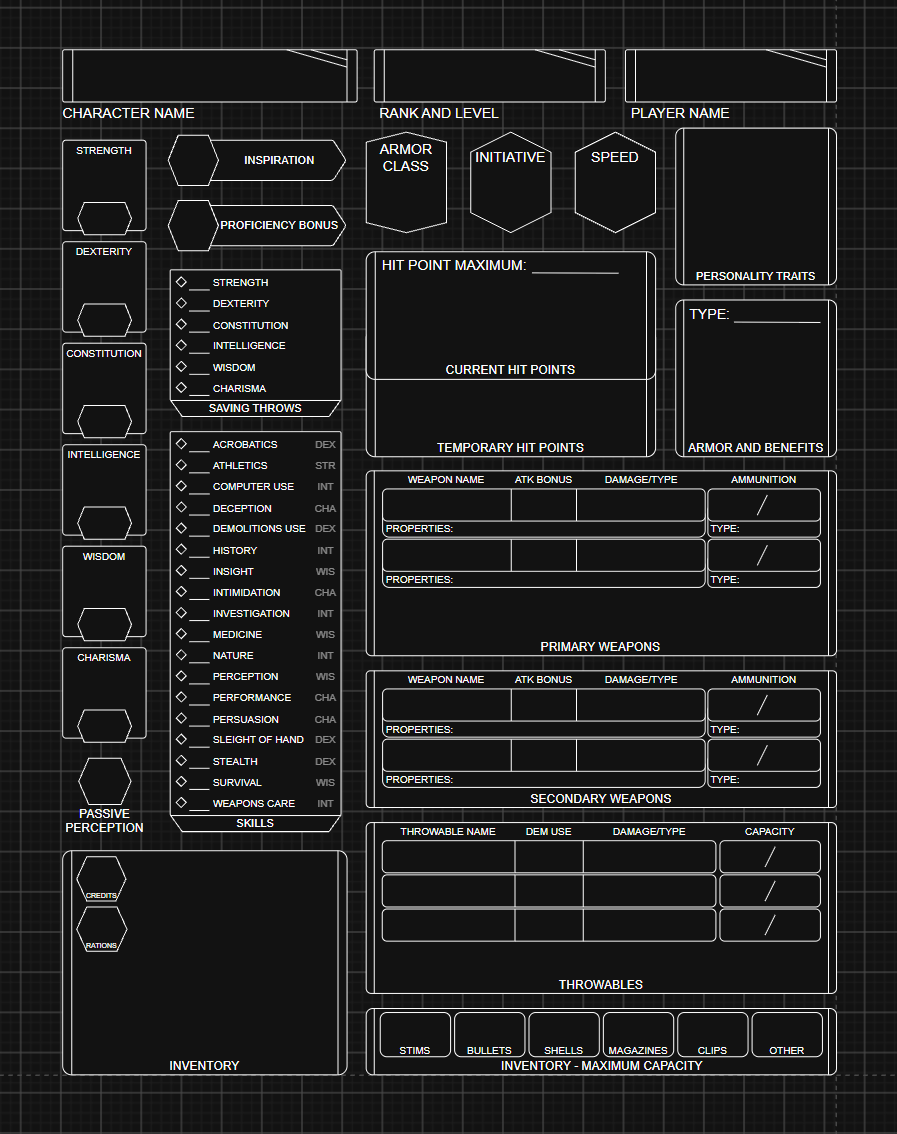 CHARACTER NAME
RANK AND LEVEL
PLAYER NAME
STRENGTH
DEXTERITY
CONSTITUTION
INTELLIGENCE
WISDOM
CHARISMA
PASSIVE
PERCEPTION
INSPIRATION
PROFICIENCY BONUS
STRENGTH
DEXTERITY
CONSTITUTION
INTELLIGENCE
WISDOM
CHARISMA
SAVING THROWS
ACROBATICS DEX
ATHLETICS STR
COMPUTER USE INT
DECEPTION CHA
DEMOLITIONS USE DEX
HISTORY INT
INSIGHT WIS
INTIMIDATION CHA
INVESTIGATION INT
MEDICINE WIS
NATURE INT
PERCEPTION WIS
PERFORMANCE CHA
PERSUASION CHA
SLEIGHT OF HAND DEX
STEALTH DEX
SURVIVAL WIS
WEAPONS CARE INT
SKILLS
ARMOR
CLASS
INITIATIVE
SPEED
HIT POINT MAXIMUM:
CURRENT HIT POINTS
TEMPORARY HIT POINTS
PERSONALITY TRAITS
TYPE:
ARMOR AND BENEFITS
WEAPON NAME ATK BONUS DAMAGE/TYPE AMMUNITION
/
PROPERTIES: TYPE:
/
PROPERTIES: TYPE:
PRIMARY WEAPONS
WEAPON NAME ATK BONUS DAMAGE/TYPE AMMUNITION
/
PROPERTIES: TYPE:
/
PROPERTIES: TYPE:
SECONDARY WEAPONS
THROWABLE NAME DEM USE DAMAGE/TYPE CAPACITY
/
/
/
THROWABLES
CREDITS
RATIONS
INVENTORY
STIMS BULLETS SHELLS MAGAZINES CLIPS OTHER
INVENTORY - MAXIMUM CAPACITY